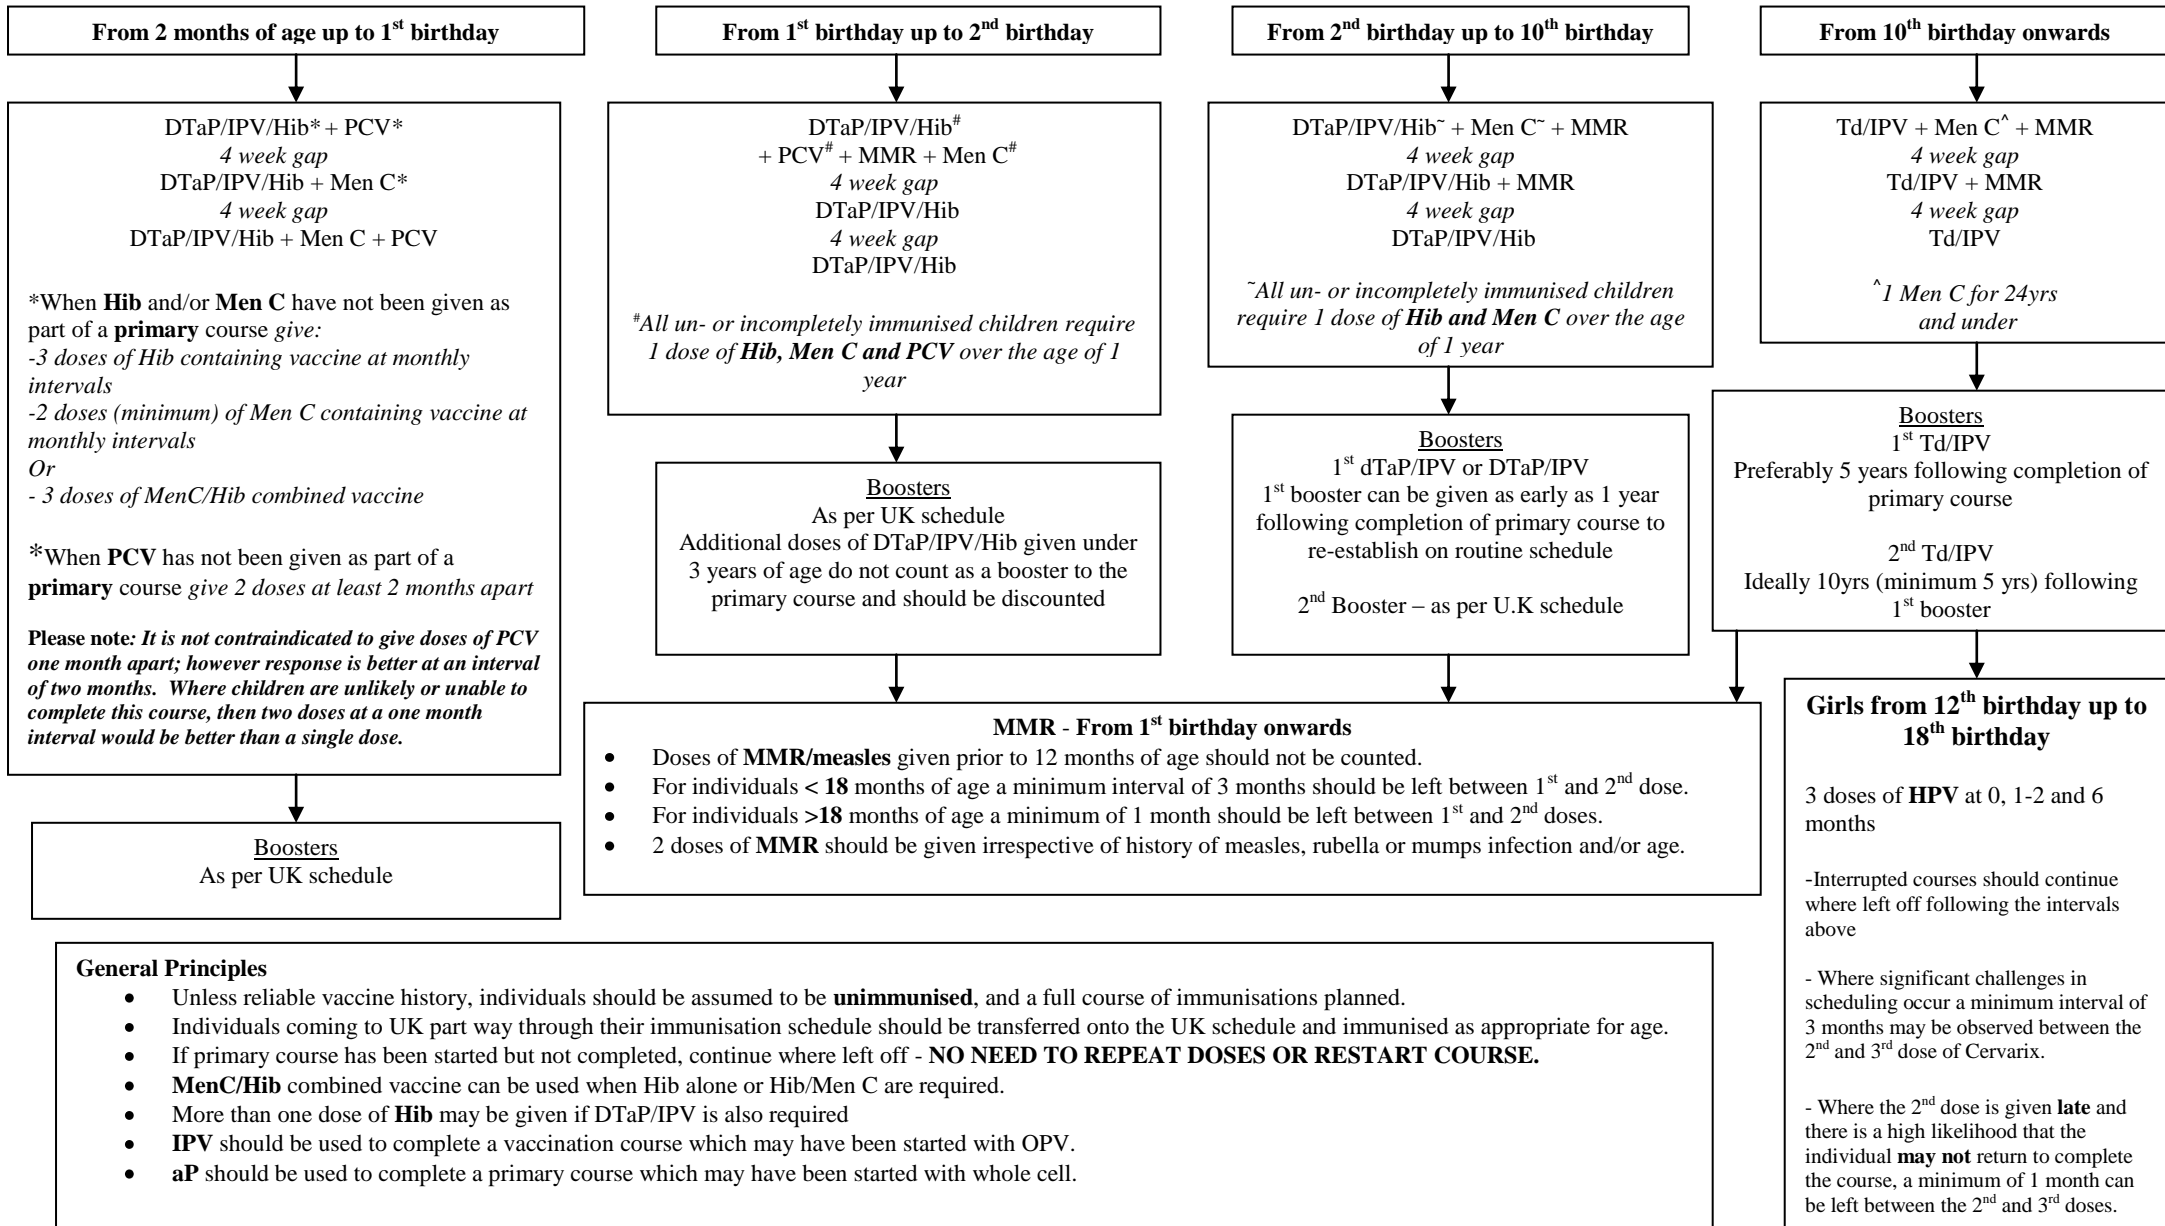 From 2 months of age up to 1st birthday
DTaP/IPV/Hib* + PCV*
4 week gap
DTaP/IPV/Hib + Men C*
4 week gap
DTaP/IPV/Hib + Men C + PCV
*When Hib and/or Men C have not been given as
part of a primary course give:
-3 doses of Hib containing vaccine at monthly
intervals
-2 doses (minimum) of Men C containing vaccine at
monthly intervals
Or
- 3 doses of MenC/Hib combined vaccine
*When PCV has not been given as part of a
primary course give 2 doses at least 2 months apart
Please note: It is not contraindicated to give doses of PCV
one month apart; however response is better at an interval
of two months. Where children are unlikely or unable to
complete this course, then two doses at a one month
interval would be better than a single dose.
Boosters
As per UK schedule
From 1st birthday up to 2nd birthday
DTaP/IPV/Hib#
+ PCV# + MMR + Men C#
4 week gap
DTaP/IPV/Hib
4 week gap
DTaP/IPV/Hib
#All un- or incompletely immunised children require
1 dose of Hib, Men C and PCV over the age of 1
year
Boosters
As per UK schedule
Additional doses of DTaP/IPV/Hib given under
3 years of age do not count as a booster to the
primary course and should be discounted
From 2nd birthday up to 10th birthday
DTaP/IPV/Hib~ + Men C~ + MMR
4 week gap
DTaP/IPV/Hib + MMR
4 week gap
DTaP/IPV/Hib
~All un- or incompletely immunised children
require 1 dose of Hib and Men C over the age
of 1 year
Boosters
1st dTaP/IPV or DTaP/IPV
1st booster can be given as early as 1 year
following completion of primary course to
re-establish on routine schedule
2nd Booster – as per U.K schedule
From 10th birthday onwards
Td/IPV + Men C^ + MMR
4 week gap
Td/IPV + MMR
4 week gap
Td/IPV
^1 Men C for 24yrs
and under
Boosters
1st Td/IPV
Preferably 5 years following completion of
primary course
2nd Td/IPV
Ideally 10yrs (minimum 5 yrs) following
1st booster
MMR - From 1st birthday onwards
• Doses of MMR/measles given prior to 12 months of age should not be counted.
• For individuals < 18 months of age a minimum interval of 3 months should be left between 1st and 2nd dose.
• For individuals >18 months of age a minimum of 1 month should be left between 1st and 2nd doses.
• 2 doses of MMR should be given irrespective of history of measles, rubella or mumps infection and/or age.
Girls from 12th birthday up to
18th birthday
3 doses of HPV at 0, 1-2 and 6
months
-Interrupted courses should continue
where left off following the intervals
above
- Where significant challenges in
scheduling occur a minimum interval of
3 months may be observed between the
2nd and 3rd dose of Cervarix.
- Where the 2nd dose is given late and
there is a high likelihood that the
individual may not return to complete
the course, a minimum of 1 month can
be left between the 2nd and 3rd doses.
General Principles
• Unless reliable vaccine history, individuals should be assumed to be unimmunised, and a full course of immunisations planned.
• Individuals coming to UK part way through their immunisation schedule should be transferred onto the UK schedule and immunised as appropriate for age.
• If primary course has been started but not completed, continue where left off - NO NEED TO REPEAT DOSES OR RESTART COURSE.
• MenC/Hib combined vaccine can be used when Hib alone or Hib/Men C are required.
• More than one dose of Hib may be given if DTaP/IPV is also required
• IPV should be used to complete a vaccination course which may have been started with OPV.
• aP should be used to complete a primary course which may have been started with whole cell.